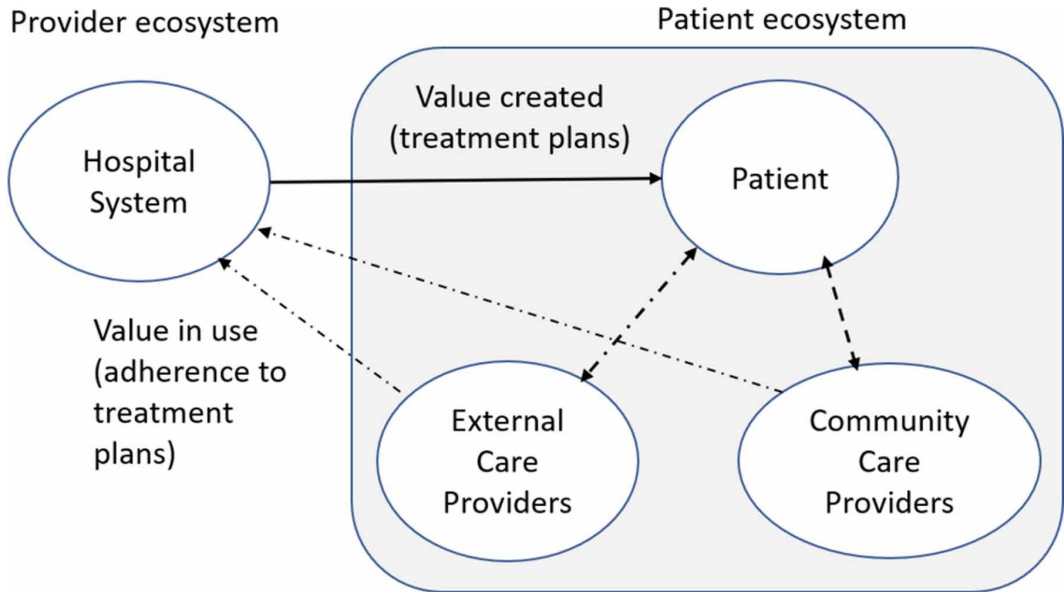 Provider ecosystem
Patient ecosystem
Value created
(treatment plans)
Hospital
System
Patient
Value in use
(adherence to
treatment
plans)
External
Care
Providers
Community
Care
Providers